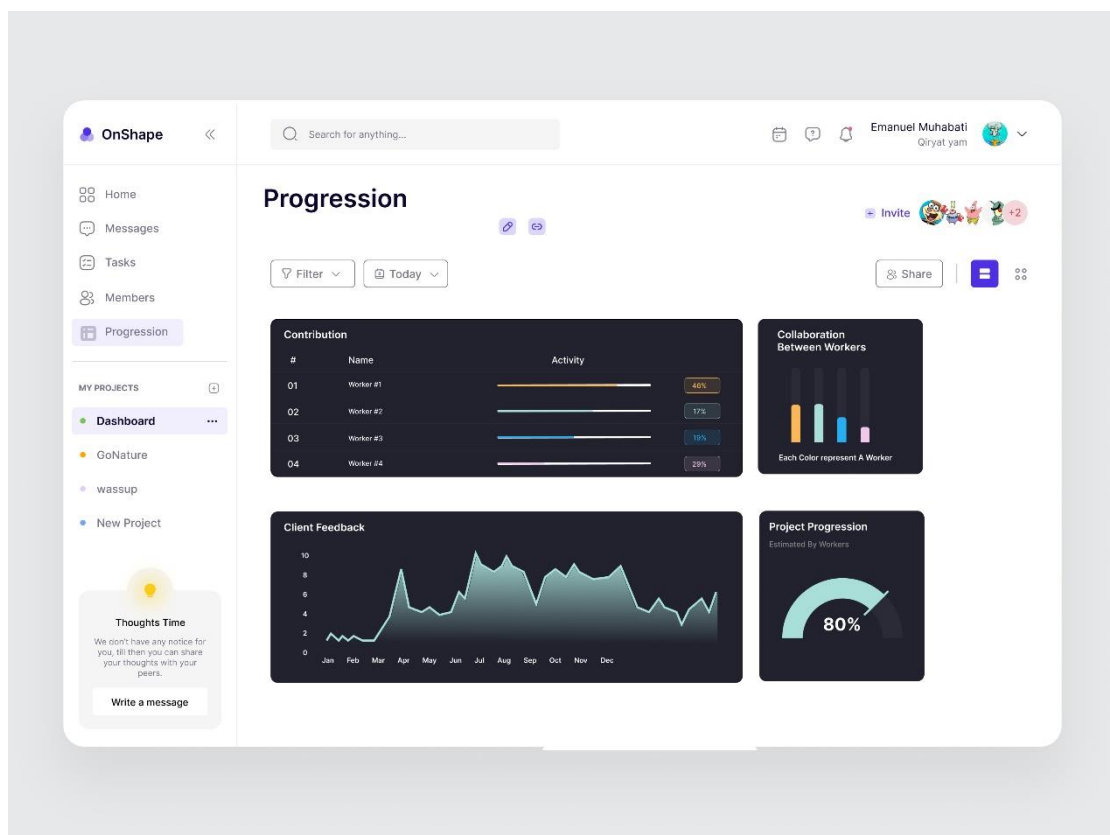 OnShape
Search for anything...
Emanuel Muhabati
Qiryat yam
Home
Messages
Tasks
Members
Progression
MY PROJECTS
Dashboard
GoNature
wassup
New Project
Thoughts Time
We don't have any notice for
you, till then you can share
your thoughts with your
peers.
Write a message
Progression
Invite
+2
Filter
Today
Share
Contribution
# Name Activity
01 Worker #1 46%
02 Worker #2 17%
03 Worker #3 19%
04 Worker #4 29%
Collaboration
Between Workers
Each Color represent A Worker
Client Feedback
10
8
6
4
2
0
Jan Feb Mar Apr May Jun Jul Aug Sep Oct Nov Dec
Project Progression
Estimated By Workers
80%